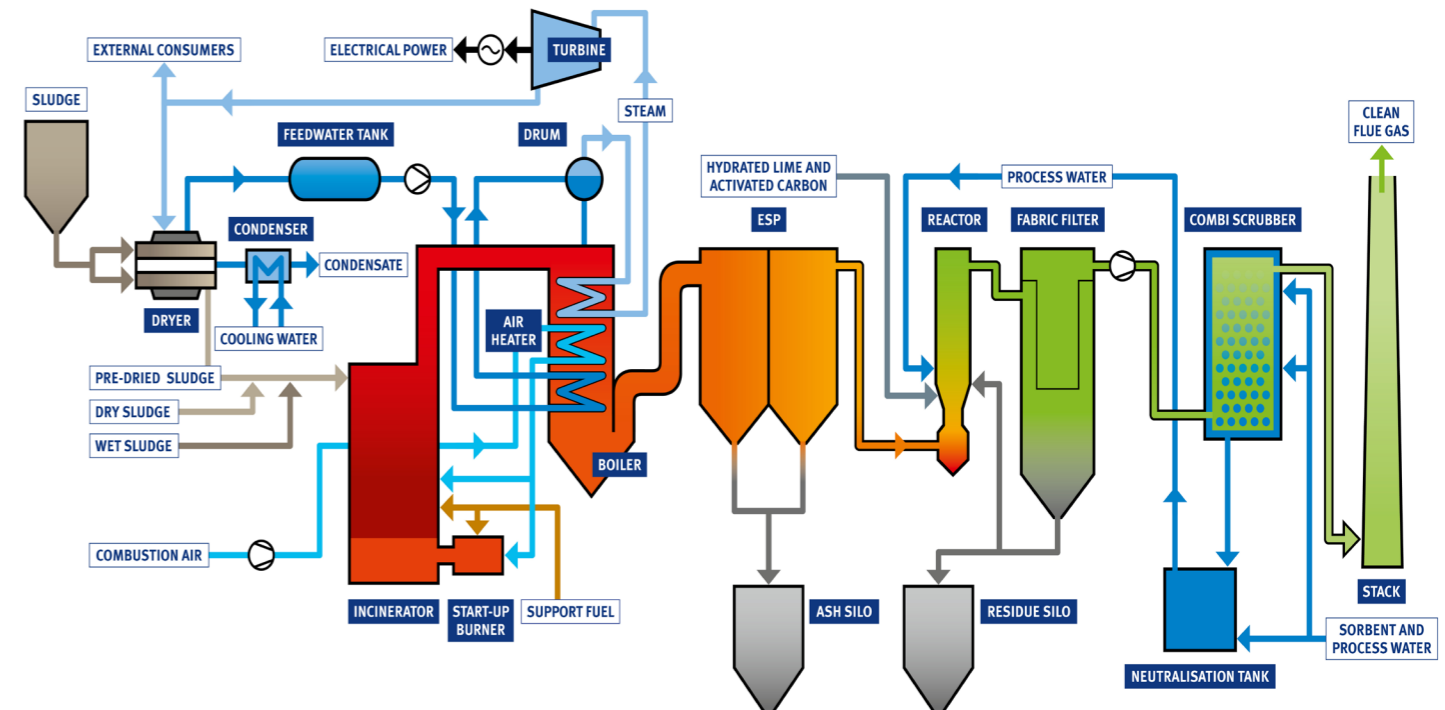 EXTERNAL CONSUMERS
ELECTRICAL POWER
TURBINE
SLUDGE
STEAM
CLEAN
FLUE GAS
FEEDWATER TANK
DRUM
HYDRATED LIME AND
ACTIVATED CARBON
PROCESS WATER
ESP
REACTOR
FABRIC FILTER
COMBI SCRUBBER
CONDENSER
CONDENSATE
DRYER
COOLING WATER
AIR
HEATER
PRE-DRIED SLUDGE
DRY SLUDGE
WET SLUDGE
BOILER
COMBUSTION AIR
INCINERATOR
START-UP
BURNER
SUPPORT FUEL
ASH SILO
RESIDUE SILO
STACK
SORBENT AND
PROCESS WATER
NEUTRALISATION TANK